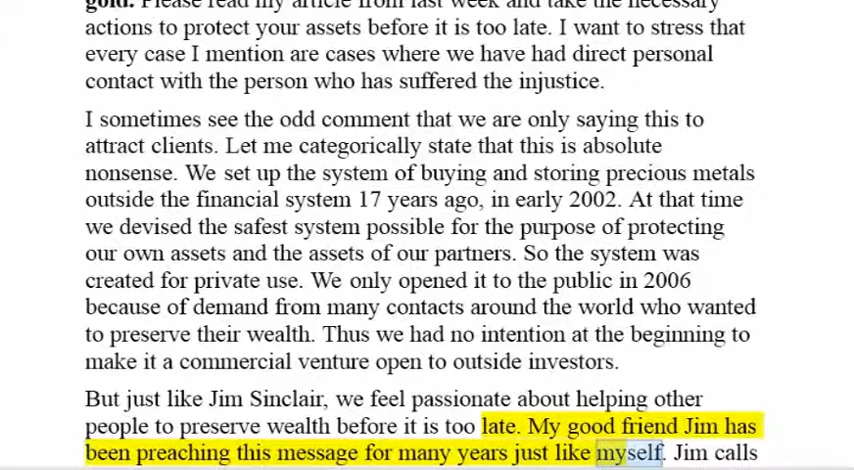 gold. Please read my article from last week and take the necessary
actions to protect your assets before it is too late. I want to stress that
every case I mention are cases where we have had direct personal
contact with the person who has suffered the injustice.
I sometimes see the odd comment that we are only saying this to
attract clients. Let me categorically state that this is absolute
nonsense. We set up the system of buying and storing precious metals
outside the financial system 17 years ago, in early 2002. At that time
we devised the safest system possible for the purpose of protecting
our own assets and the assets of our partners. So the system was
created for private use. We only opened it to the public in 2006
because of demand from many contacts around the world who wanted
to preserve their wealth. Thus we had no intention at the beginning to
make it a commercial venture open to outside investors.
But just like Jim Sinclair, we feel passionate about helping other
people to preserve wealth before it is too late. My good friend Jim has
been preaching this message for many years just like myself. Jim calls